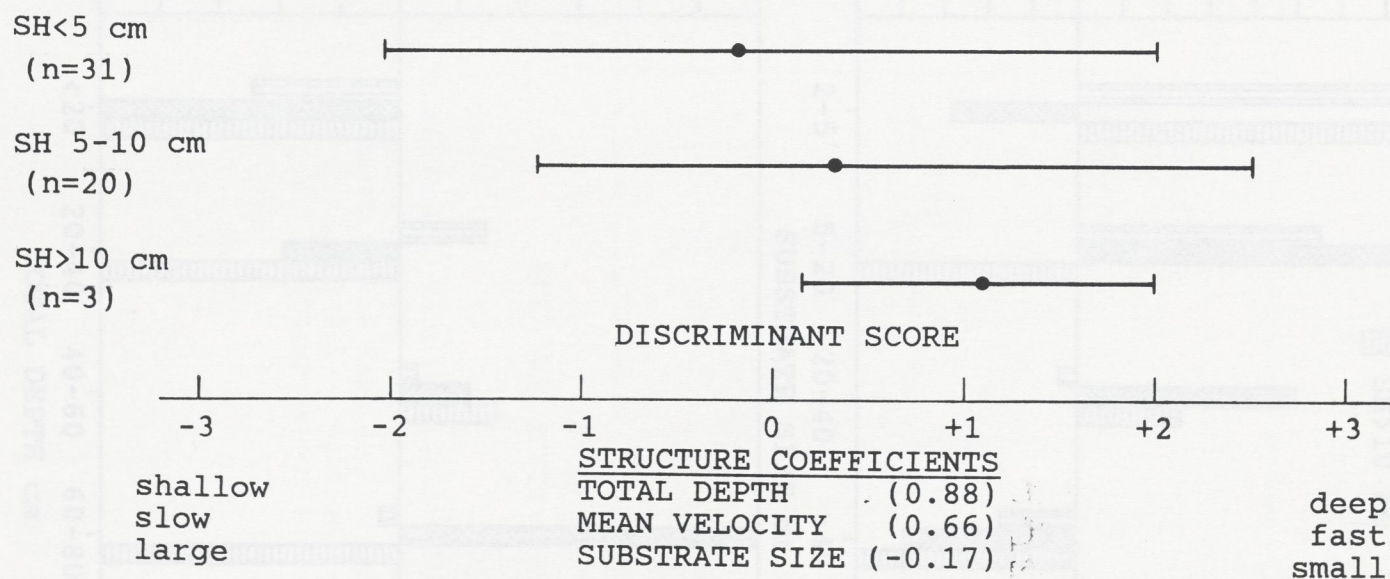 SH<5 cm
(n=31)
SH 5-10 cm
(n=20)
SH>10 cm
(n=3)
DISCRIMINANT SCORE
-3 -2 -1 0 +1 +2 +3
STRUCTURE COEFFICIENTS
shallow TOTAL DEPTH (0.88) deep
slow MEAN VELOCITY (0.66) fast
large SUBSTRATE SIZE (-0.17) small